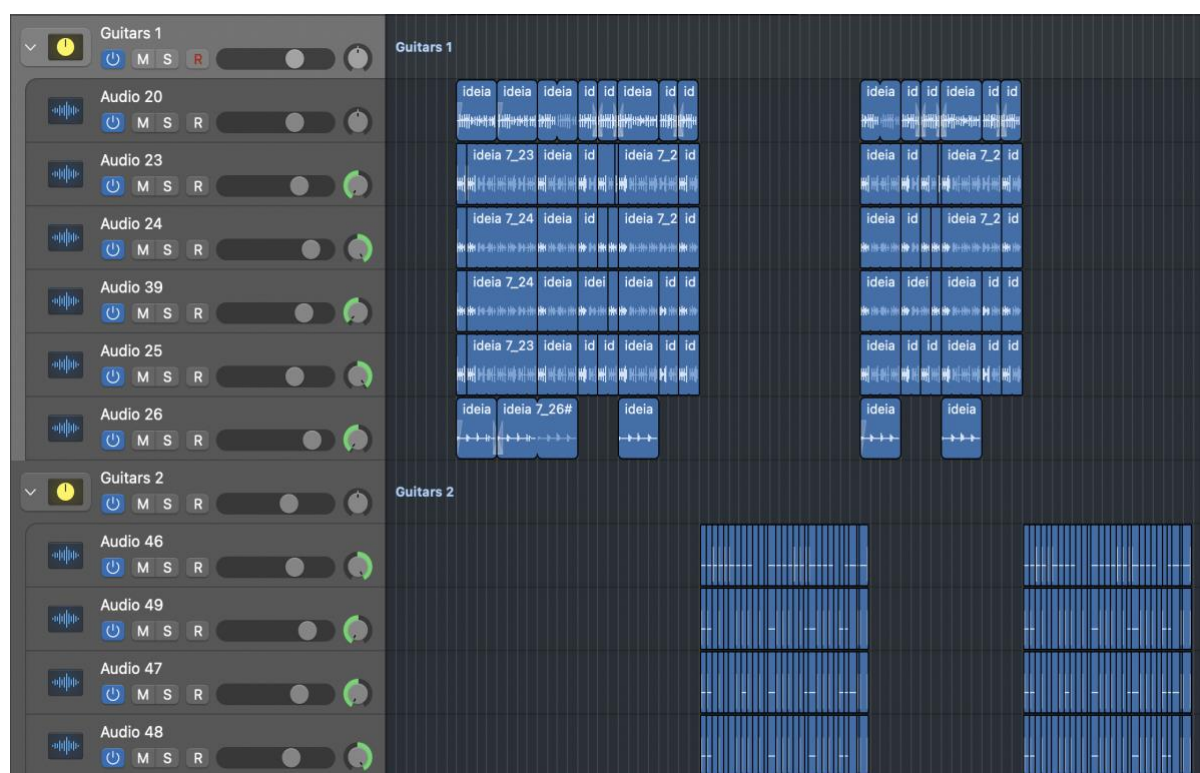 Guitars 1
M S R
Guitars 1
Audio 20
M S R
ideia ideia ideia id id ideia id id
ideia id id ideia id id
Audio 23
M S R
ideia 7_23 ideia id ideia 7_2 id
ideia id ideia 7_2 id
Audio 24
M S R
ideia 7_24 ideia id ideia 7_2 id
ideia id ideia 7_2 id
Audio 39
M S R
ideia 7_24 ideia idei ideia id id
ideia idei ideia id id
Audio 25
M S R
ideia 7_23 ideia id id ideia id id
ideia id id ideia id id
Audio 26
M S R
ideia ideia 7_26# ideia
ideia ideia
Guitars 2
M S R
Guitars 2
Audio 46
M S R
Audio 49
M S R
Audio 47
M S R
Audio 48
M S R